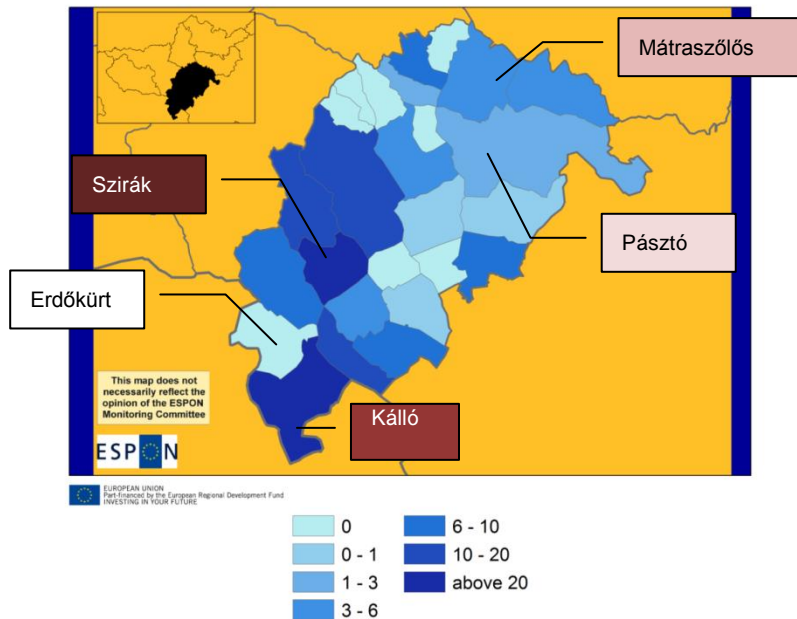 Mátraszőlős
Szirák
Pásztó
Erdőkürt
Kálló
This map does not
necessarily reflect the
opinion of the ESPON
Monitoring Committee
ESPON
EUROPEAN UNION
Part-financed by the European Regional Development Fund
INVESTING IN YOUR FUTURE
0
0 - 1
1 - 3
3 - 6
6 - 10
10 - 20
above 20